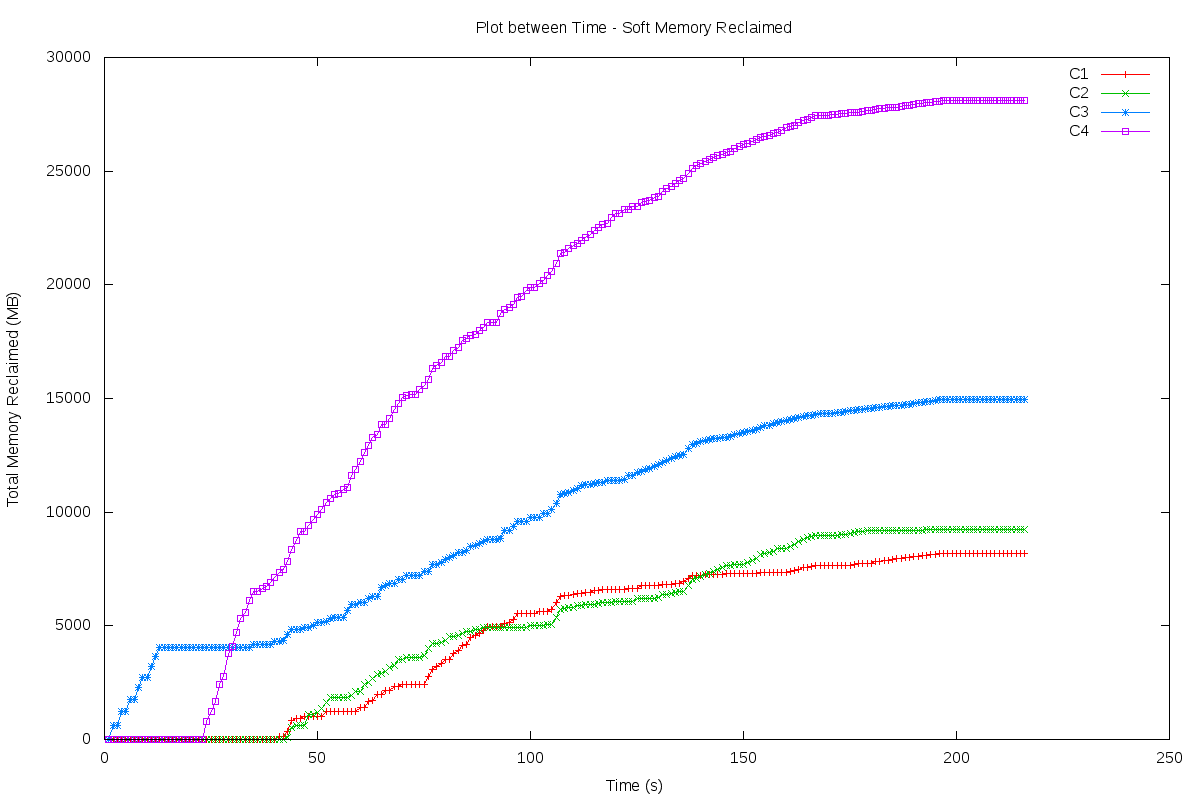 Plot between Time - Soft Memory Reclaimed
30000
25000
20000
15000
10000
5000
0
Total Memory Reclaimed (MB)
C1
C2
C3
C4
0 50 100 150 200 250
Time (s)